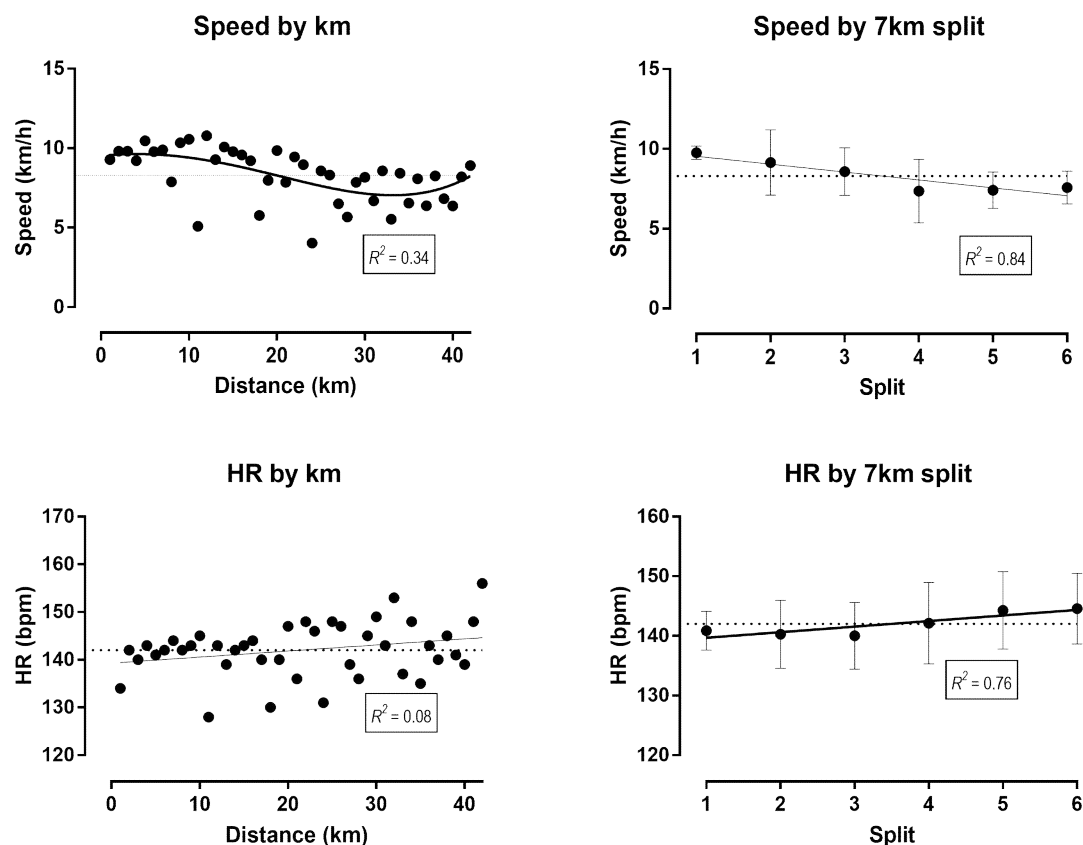 Speed by km
15
10
5
0
Speed (km/h)
R² = 0.34
0 10 20 30 40
Distance (km)
Speed by 7km split
15
10
5
0
Speed (km/h)
R² = 0.84
1 2 3 4 5 6
Split
HR by km
170
160
150
140
130
120
HR (bpm)
R² = 0.08
0 10 20 30 40
Distance (km)
HR by 7km split
160
150
140
130
120
HR (bpm)
R² = 0.76
1 2 3 4 5 6
Split